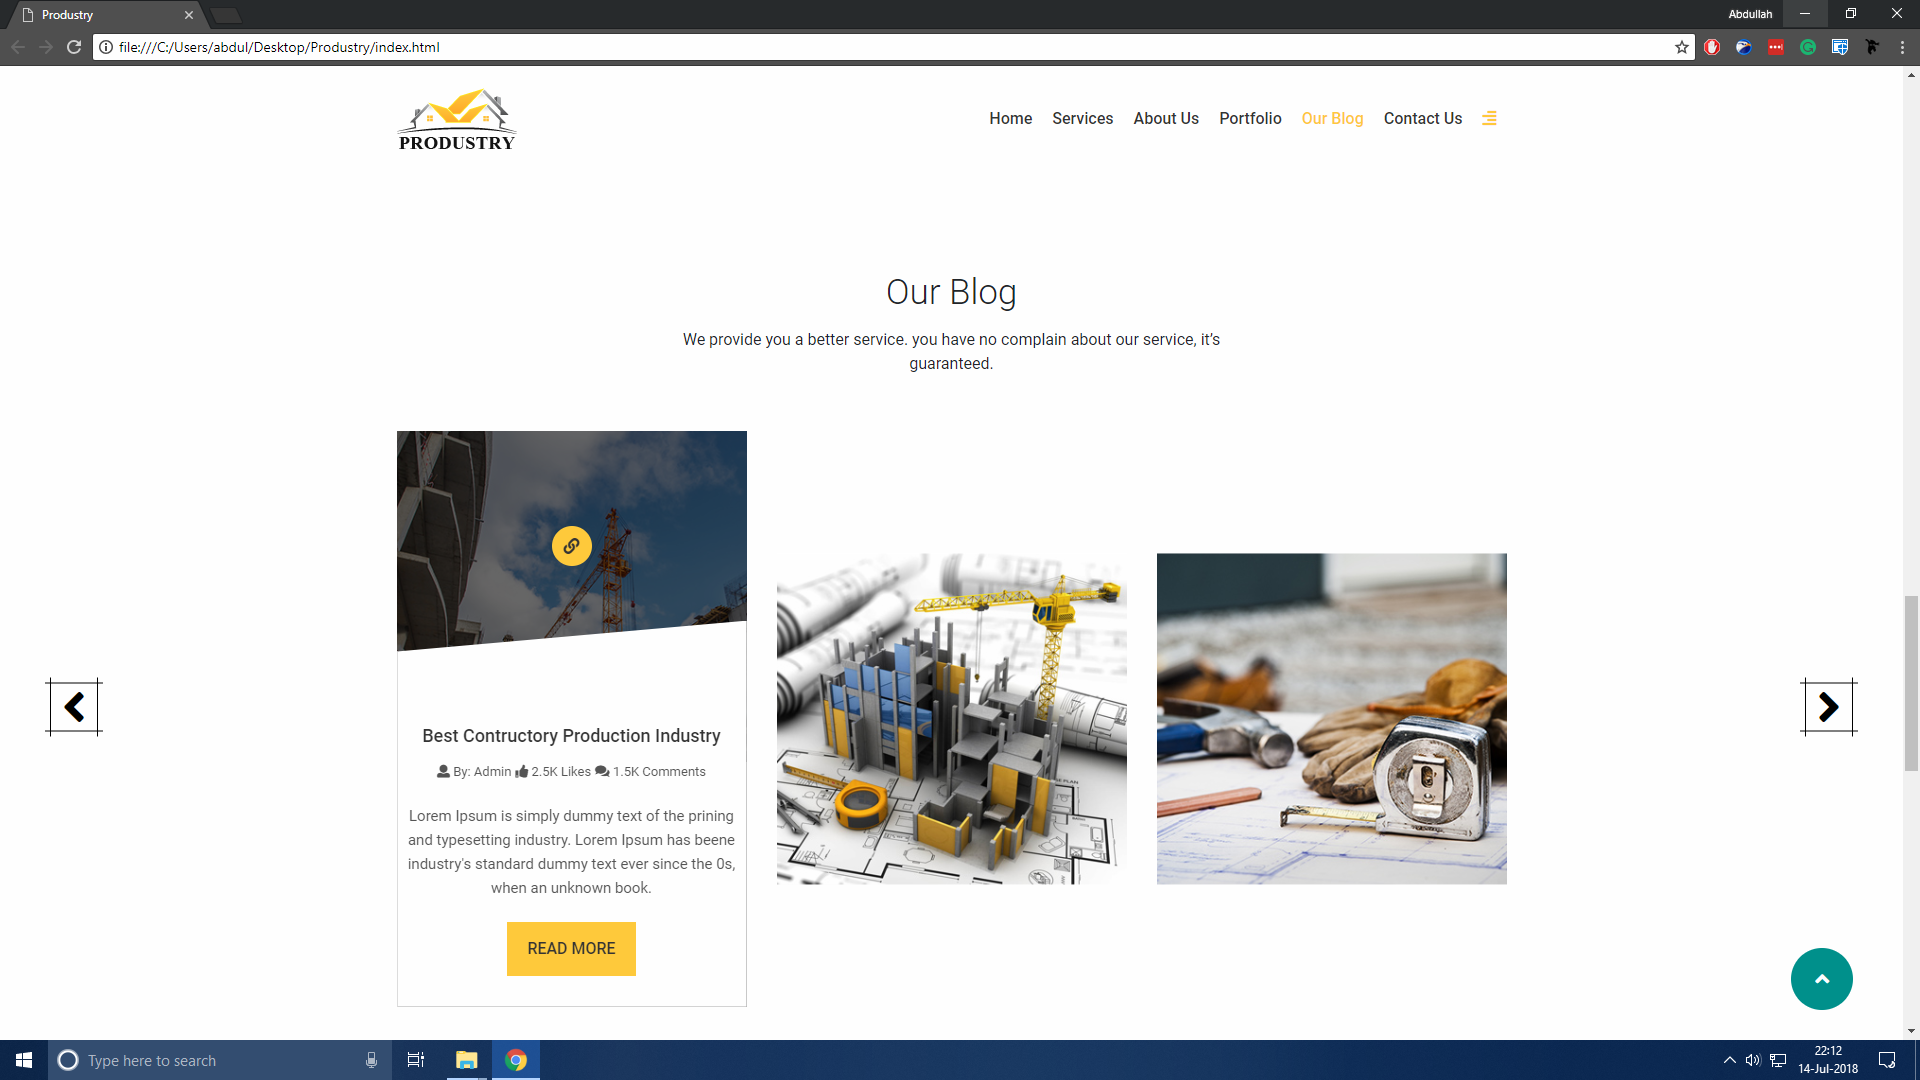 Produstry
Abdullah
file:///C:/Users/abdul/Desktop/Produstry/index.html
PRODUSTRY
Home Services About Us Portfolio Our Blog Contact Us
Our Blog
We provide you a better service. you have no complain about our service, it's
guaranteed.
Best Contructory Production Industry
By: Admin 2.5K Likes 1.5K Comments
Lorem Ipsum is simply dummy text of the prining
and typesetting industry. Lorem Ipsum has beene
industry's standard dummy text ever since the 0s,
when an unknown book.
READ MORE
Type here to search
22:12
14-Jul-2018